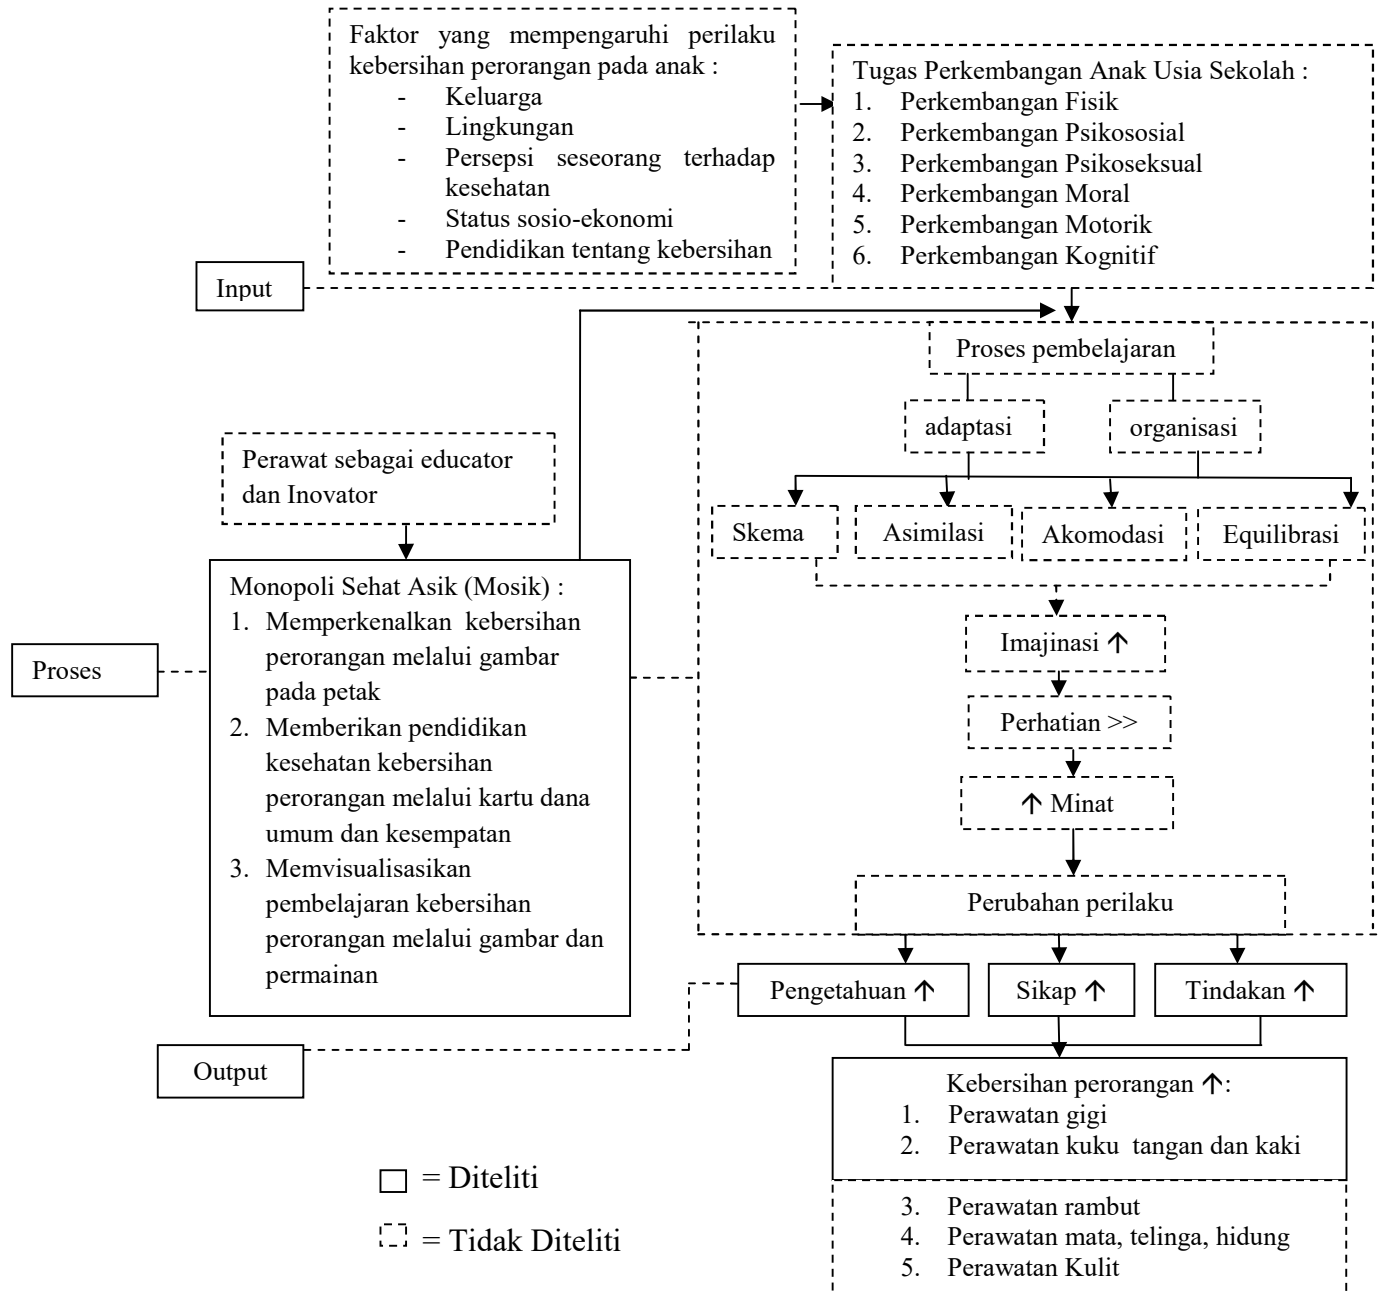 Faktor yang mempengaruhi perilaku
kebersihan perorangan pada anak :
- Keluarga
- Lingkungan
- Persepsi seseorang terhadap
kesehatan
- Status sosio-ekonomi
- Pendidikan tentang kebersihan
Tugas Perkembangan Anak Usia Sekolah :
1. Perkembangan Fisik
2. Perkembangan Psikososial
3. Perkembangan Psikoseksual
4. Perkembangan Moral
5. Perkembangan Motorik
6. Perkembangan Kognitif
Input
Proses pembelajaran
adaptasi
organisasi
Perawat sebagai educator
dan Inovator
Skema
Asimilasi
Akomodasi
Equilibrasi
Monopoli Sehat Asik (Mosik) :
1. Memperkenalkan kebersihan
perorangan melalui gambar
pada petak
2. Memberikan pendidikan
kesehatan kebersihan
perorangan melalui kartu dana
umum dan kesempatan
3. Memvisualisasikan
pembelajaran kebersihan
perorangan melalui gambar dan
permainan
Proses
Imajinasi ↑
Perhatian >>
↑ Minat
Perubahan perilaku
Pengetahuan ↑
Sikap ↑
Tindakan ↑
Output
Kebersihan perorangan ↑:
1. Perawatan gigi
2. Perawatan kuku tangan dan kaki
3. Perawatan rambut
4. Perawatan mata, telinga, hidung
5. Perawatan Kulit
= Diteliti
= Tidak Diteliti